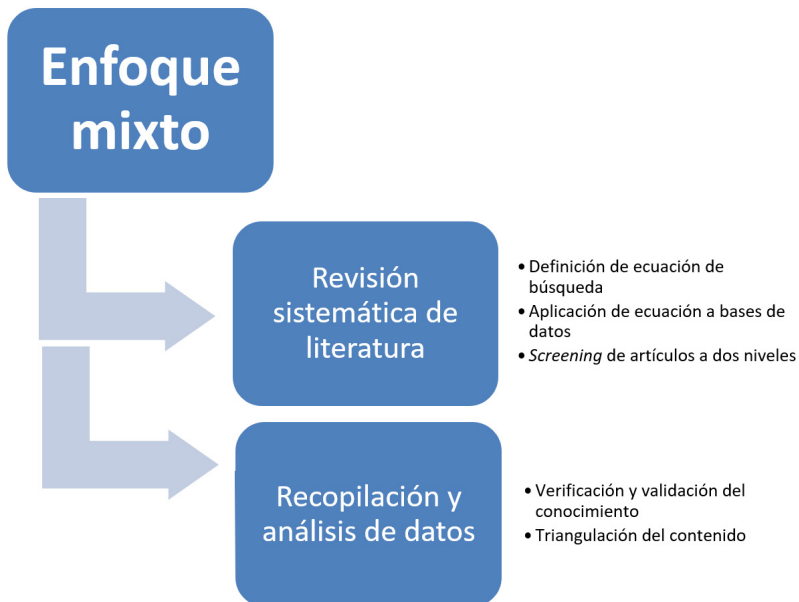 Enfoque
mixto
Revisión
sistemática de
literatura
• Definición de ecuación de
búsqueda
• Aplicación de ecuación a bases de
datos
• Screening de artículos a dos niveles
Recopilación y
análisis de datos
• Verificación y validación del
conocimiento
• Triangulación del contenido